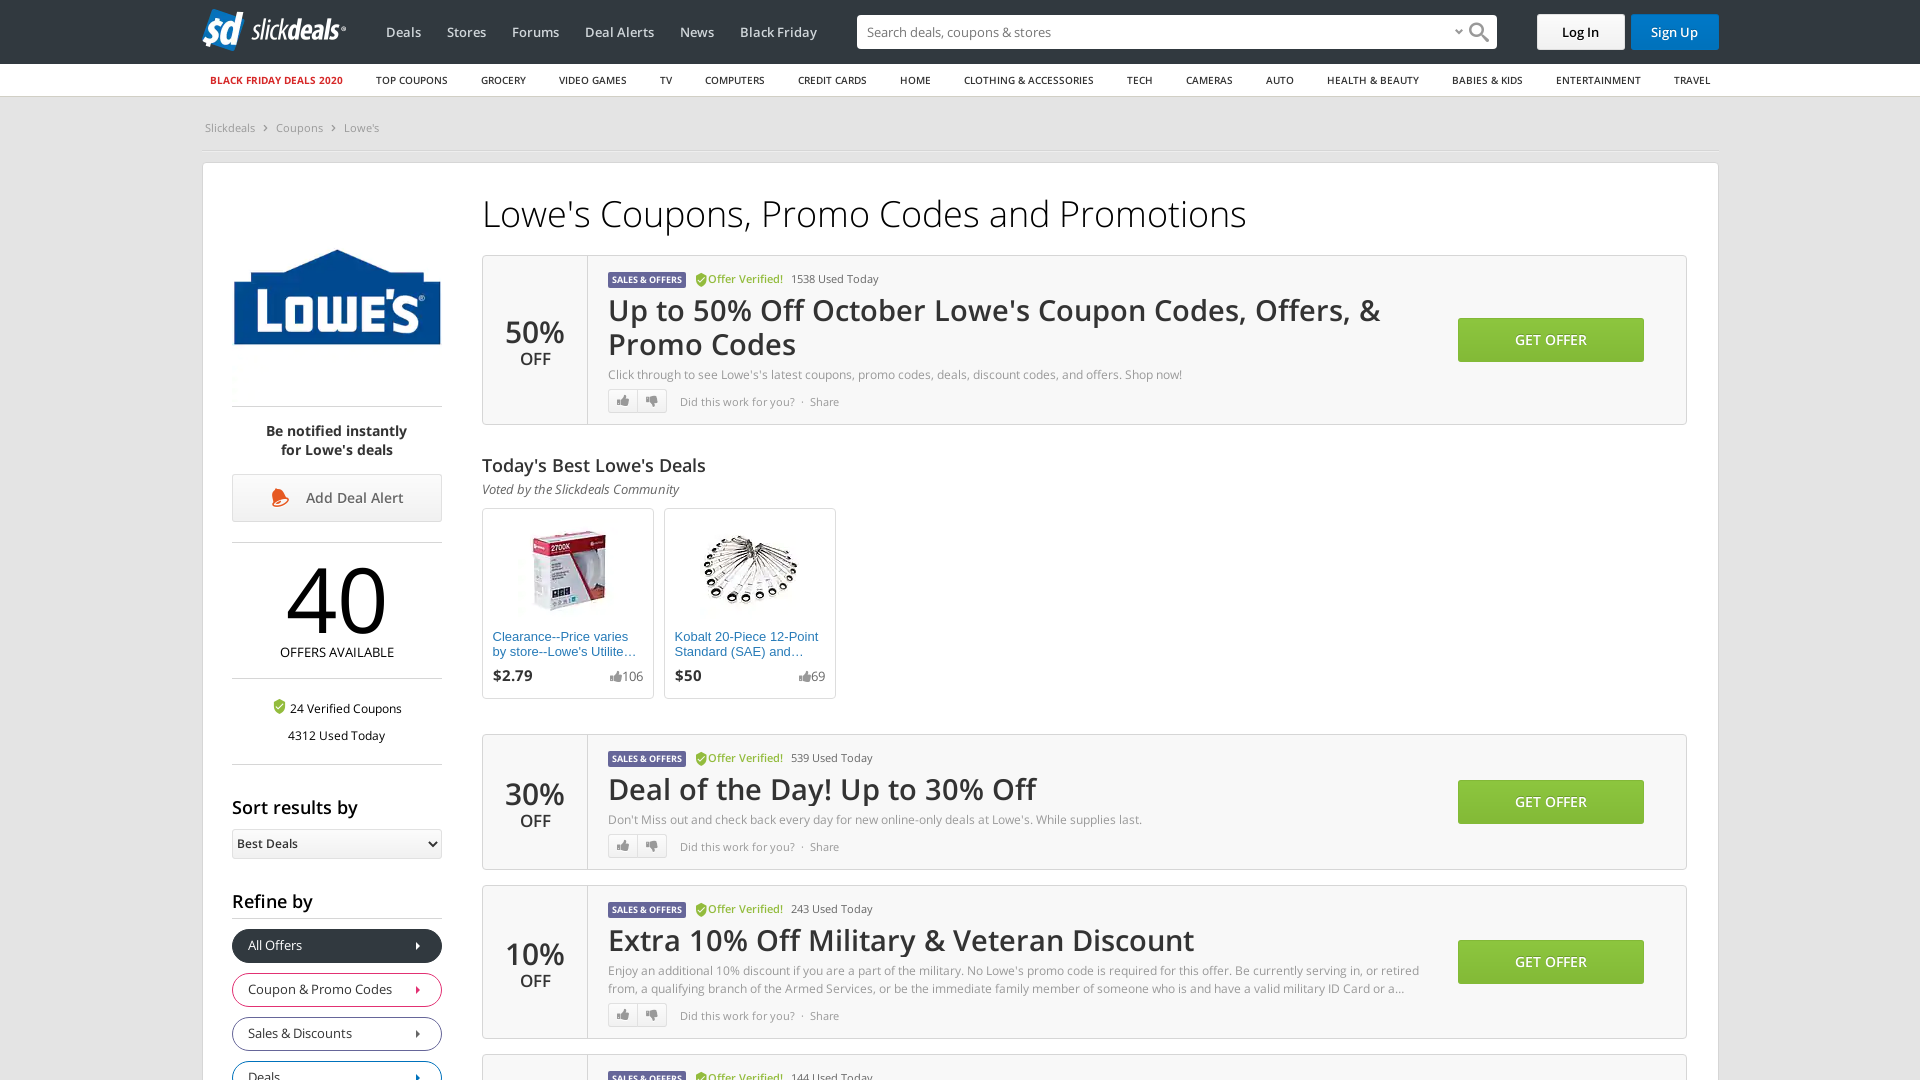 slickdeals
Deals
Stores
Forums
Deal Alerts
News
Black Friday
Search deals, coupons & stores
Log In
Sign Up
BLACK FRIDAY DEALS 2020
TOP COUPONS
GROCERY
VIDEO GAMES
TV
COMPUTERS
CREDIT CARDS
HOME
CLOTHING & ACCESSORIES
TECH
CAMERAS
AUTO
HEALTH & BEAUTY
BABIES & KIDS
ENTERTAINMENT
TRAVEL
Slickdeals
Coupons
Lowe's
LOWE'S
Be notified instantly
for Lowe's deals
Add Deal Alert
40
OFFERS AVAILABLE
24 Verified Coupons
4312 Used Today
Sort results by
Best Deals
Refine by
All Offers
Coupon & Promo Codes
Sales & Discounts
Deals
Lowe's Coupons, Promo Codes and Promotions
50%
OFF
SALES & OFFERS
Offer Verified!
1538 Used Today
Up to 50% Off October Lowe's Coupon Codes, Offers, &
Promo Codes
Click through to see Lowe's's latest coupons, promo codes, deals, discount codes, and offers. Shop now!
Did this work for you? · Share
GET OFFER
Today's Best Lowe's Deals
Voted by the Slickdeals Community
2700K
Clearance--Price varies
by store--Lowe's Utilite…
$2.79
106
Kobalt 20-Piece 12-Point
Standard (SAE) and…
$50
69
30%
OFF
SALES & OFFERS
Offer Verified!
539 Used Today
Deal of the Day! Up to 30% Off
Don't Miss out and check back every day for new online-only deals at Lowe's. While supplies last.
Did this work for you? · Share
GET OFFER
10%
OFF
SALES & OFFERS
Offer Verified!
243 Used Today
Extra 10% Off Military & Veteran Discount
Enjoy an additional 10% discount if you are a part of the military. No Lowe's promo code is required for this offer. Be currently serving in, or retired
from, a qualifying branch of the Armed Services, or be the immediate family member of someone who is and have a valid military ID Card or a…
Did this work for you? · Share
GET OFFER
SALES & OFFERS
Offer Verified!
144 Used Today